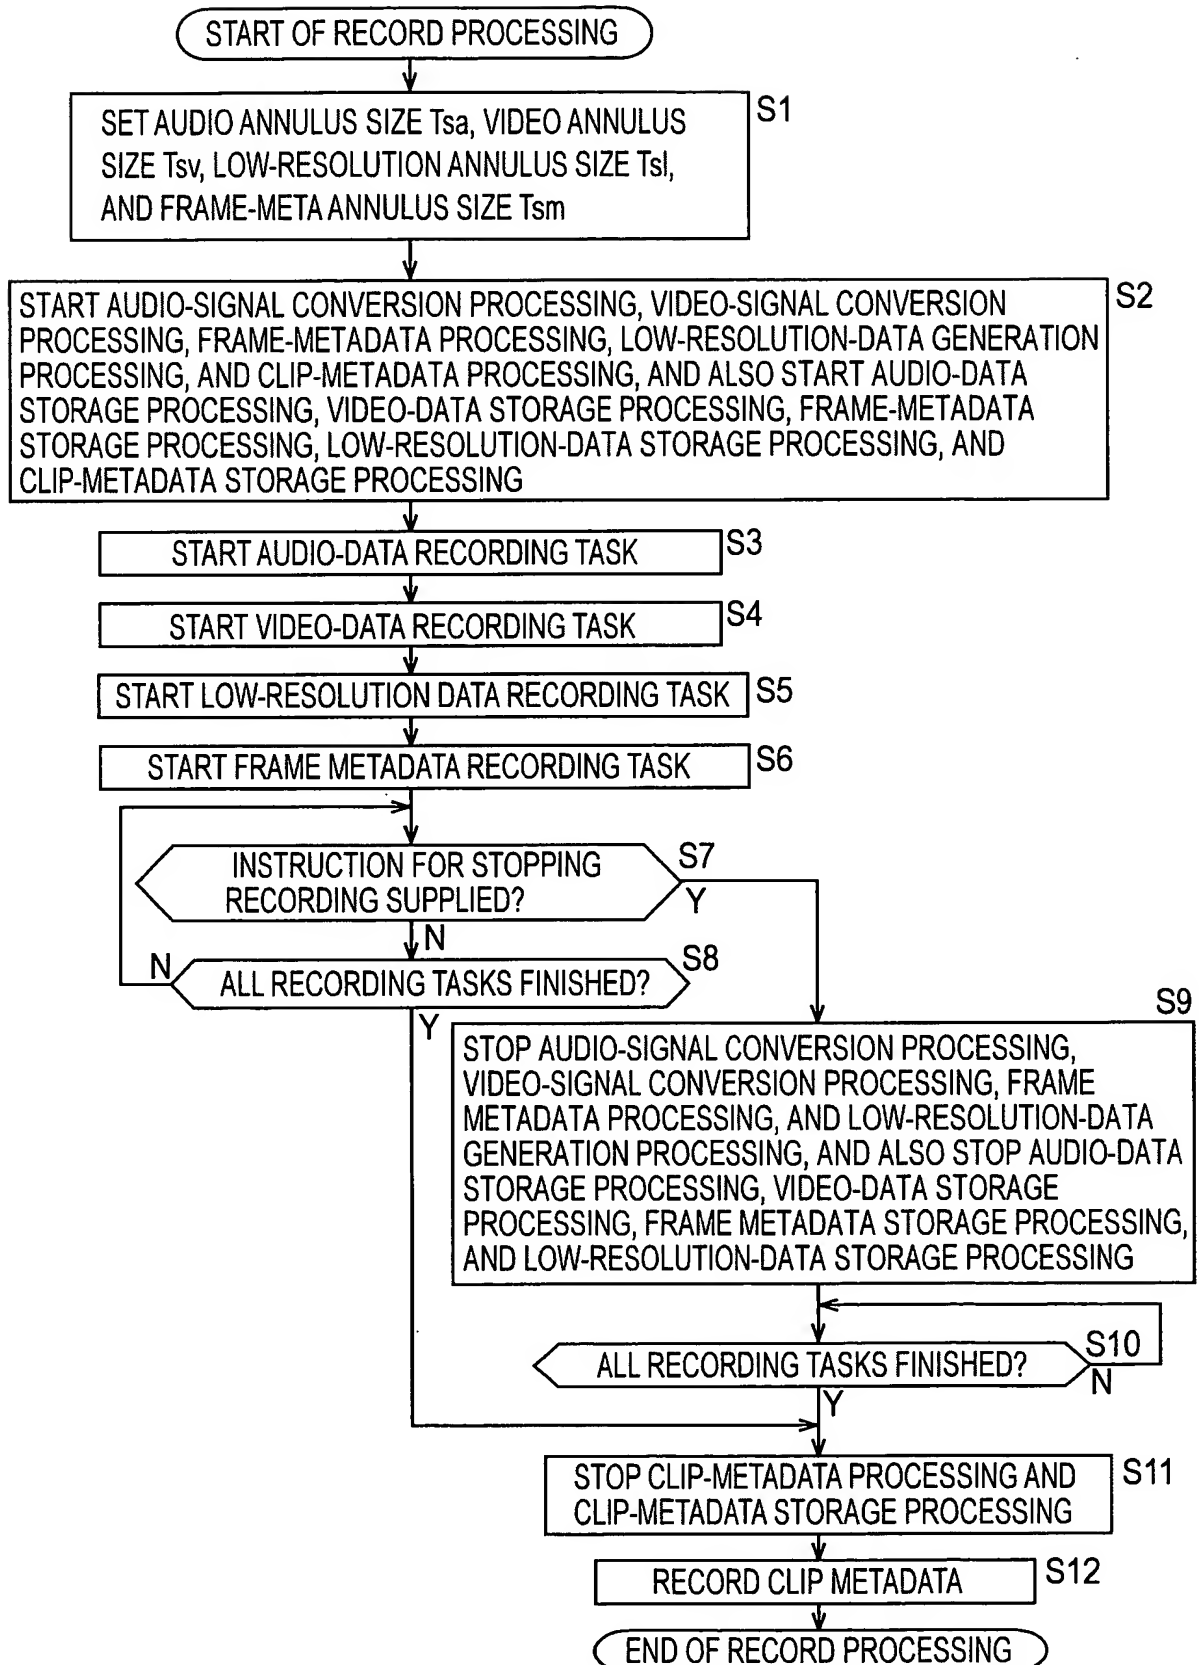 START OF RECORD PROCESSING
S1
SET AUDIO ANNULUS SIZE Tsa, VIDEO ANNULUS
SIZE Tsv, LOW-RESOLUTION ANNULUS SIZE Tsl,
AND FRAME-META ANNULUS SIZE Tsm
S2
START AUDIO-SIGNAL CONVERSION PROCESSING, VIDEO-SIGNAL CONVERSION
PROCESSING, FRAME-METADATA PROCESSING, LOW-RESOLUTION-DATA GENERATION
PROCESSING, AND CLIP-METADATA PROCESSING, AND ALSO START AUDIO-DATA
STORAGE PROCESSING, VIDEO-DATA STORAGE PROCESSING, FRAME-METADATA
STORAGE PROCESSING, LOW-RESOLUTION-DATA STORAGE PROCESSING, AND
CLIP-METADATA STORAGE PROCESSING
START AUDIO-DATA RECORDING TASK S3
START VIDEO-DATA RECORDING TASK S4
START LOW-RESOLUTION DATA RECORDING TASK S5
START FRAME METADATA RECORDING TASK S6
INSTRUCTION FOR STOPPING S7
RECORDING SUPPLIED? Y
N
N ALL RECORDING TASKS FINISHED? S8
Y
S9
STOP AUDIO-SIGNAL CONVERSION PROCESSING,
VIDEO-SIGNAL CONVERSION PROCESSING, FRAME
METADATA PROCESSING, AND LOW-RESOLUTION-DATA
GENERATION PROCESSING, AND ALSO STOP AUDIO-DATA
STORAGE PROCESSING, VIDEO-DATA STORAGE
PROCESSING, FRAME METADATA STORAGE PROCESSING,
AND LOW-RESOLUTION-DATA STORAGE PROCESSING
ALL RECORDING TASKS FINISHED? S10
N
Y
STOP CLIP-METADATA PROCESSING AND S11
CLIP-METADATA STORAGE PROCESSING
RECORD CLIP METADATA S12
END OF RECORD PROCESSING